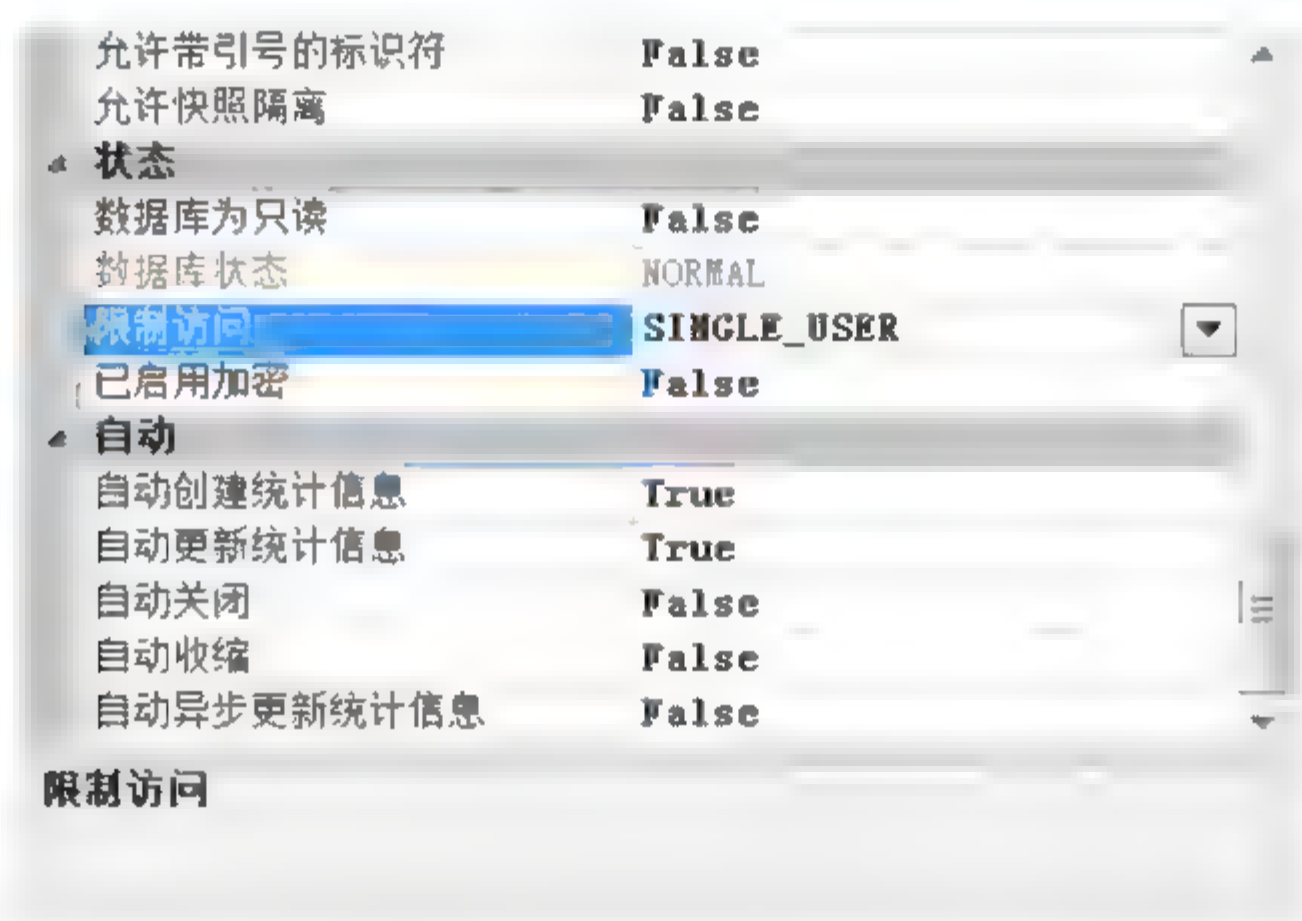 允许带引号的标识符 False
允许快照隔离 False
状态
数据库为只读 False
数据库状态 NORMAL
限制访问 SINGLE_USER
已启用加密 False
自动
自动创建统计信息 True
自动更新统计信息 True
自动关闭 False
自动收缩 False
自动异步更新统计信息 False
限制访问